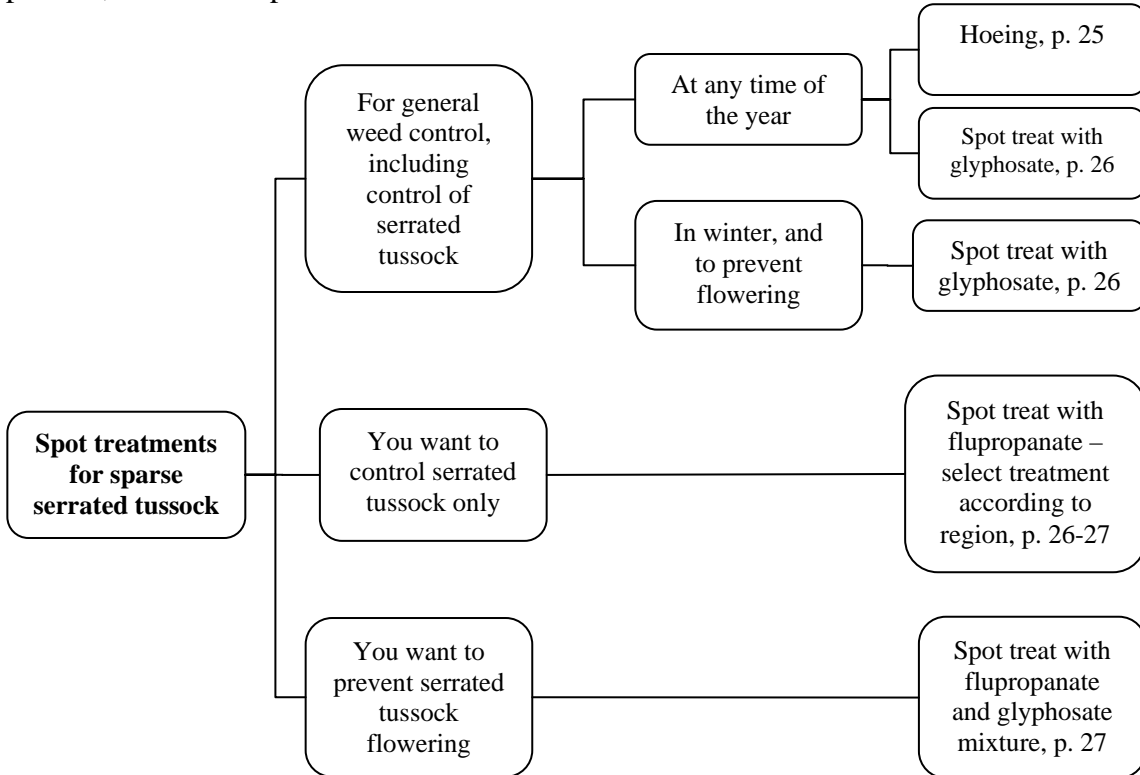 Hoeing, p. 25
At any time of
the year
For general
weed control,
including
control of
serrated
tussock
Spot treat with
glyphosate, p. 26
In winter, and
to prevent
flowering
Spot treat with
glyphosate, p. 26
Spot treatments
for sparse
serrated tussock
You want to
control serrated
tussock only
Spot treat with
flupropanate –
select treatment
according to
region, p. 26-27
You want to
prevent serrated
tussock
flowering
Spot treat with
flupropanate
and glyphosate
mixture, p. 27